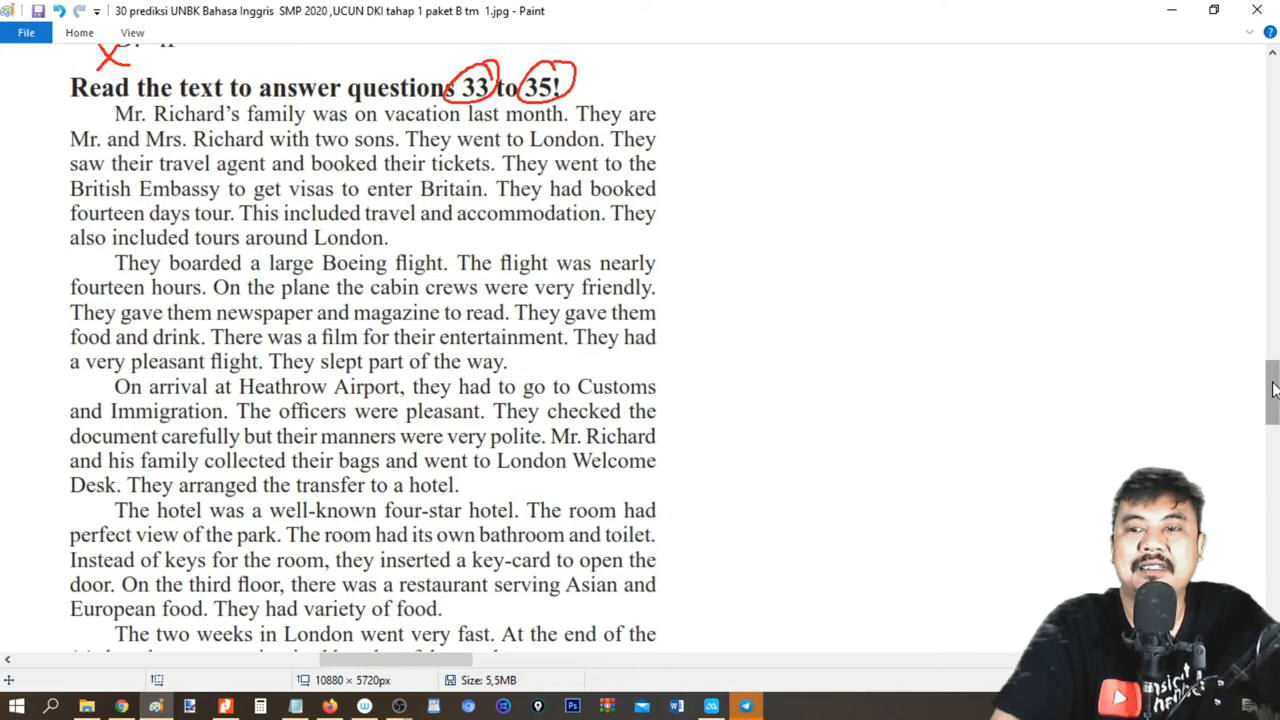 30 prediksi UNBK Bahasa Inggris SMP 2020 ,UCUN DKI tahap 1 paket B tm 1.jpg - Paint
File Home View
Read the text to answer questions 33 to 35!
Mr. Richard’s family was on vacation last month. They are
Mr. and Mrs. Richard with two sons. They went to London. They
saw their travel agent and booked their tickets. They went to the
British Embassy to get visas to enter Britain. They had booked
fourteen days tour. This included travel and accommodation. They
also included tours around London.
They boarded a large Boeing flight. The flight was nearly
fourteen hours. On the plane the cabin crews were very friendly.
They gave them newspaper and magazine to read. They gave them
food and drink. There was a film for their entertainment. They had
a very pleasant flight. They slept part of the way.
On arrival at Heathrow Airport, they had to go to Customs
and Immigration. The officers were pleasant. They checked the
document carefully but their manners were very polite. Mr. Richard
and his family collected their bags and went to London Welcome
Desk. They arranged the transfer to a hotel.
The hotel was a well-known four-star hotel. The room had
perfect view of the park. The room had its own bathroom and toilet.
Instead of keys for the room, they inserted a key-card to open the
door. On the third floor, there was a restaurant serving Asian and
European food. They had variety of food.
The two weeks in London went very fast. At the end of the
10880 × 5720px
Size: 5,5MB